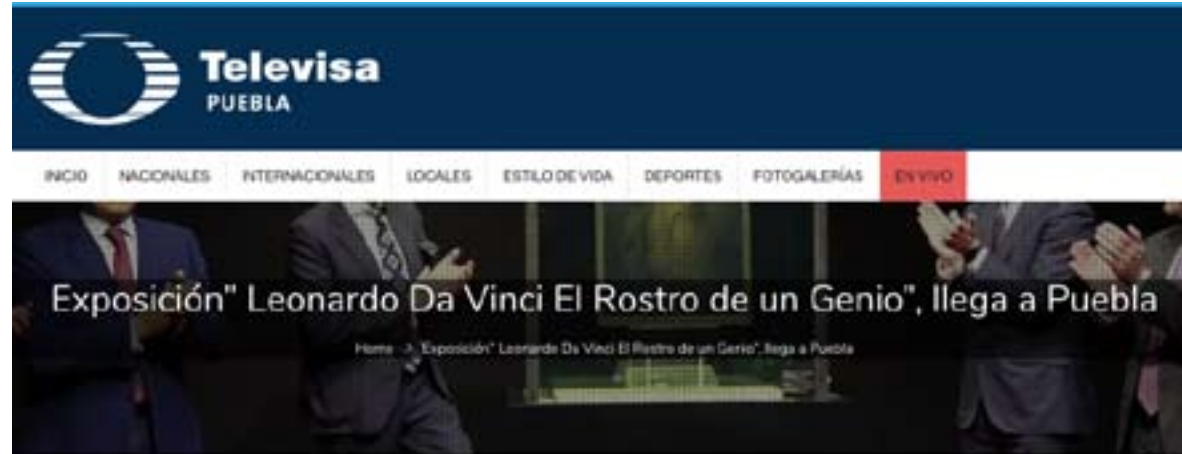 Televisa
PUEBLA
INICIO NACIONALES INTERNACIONALES LOCALES ESTILO DE VIDA DEPORTES FOTOGALERÍAS EN VIVO
Exposición" Leonardo Da Vinci El Rostro de un Genio", llega a Puebla
Home > Exposición" Leonardo Da Vinci El Rostro de un Genio", llega a Puebla